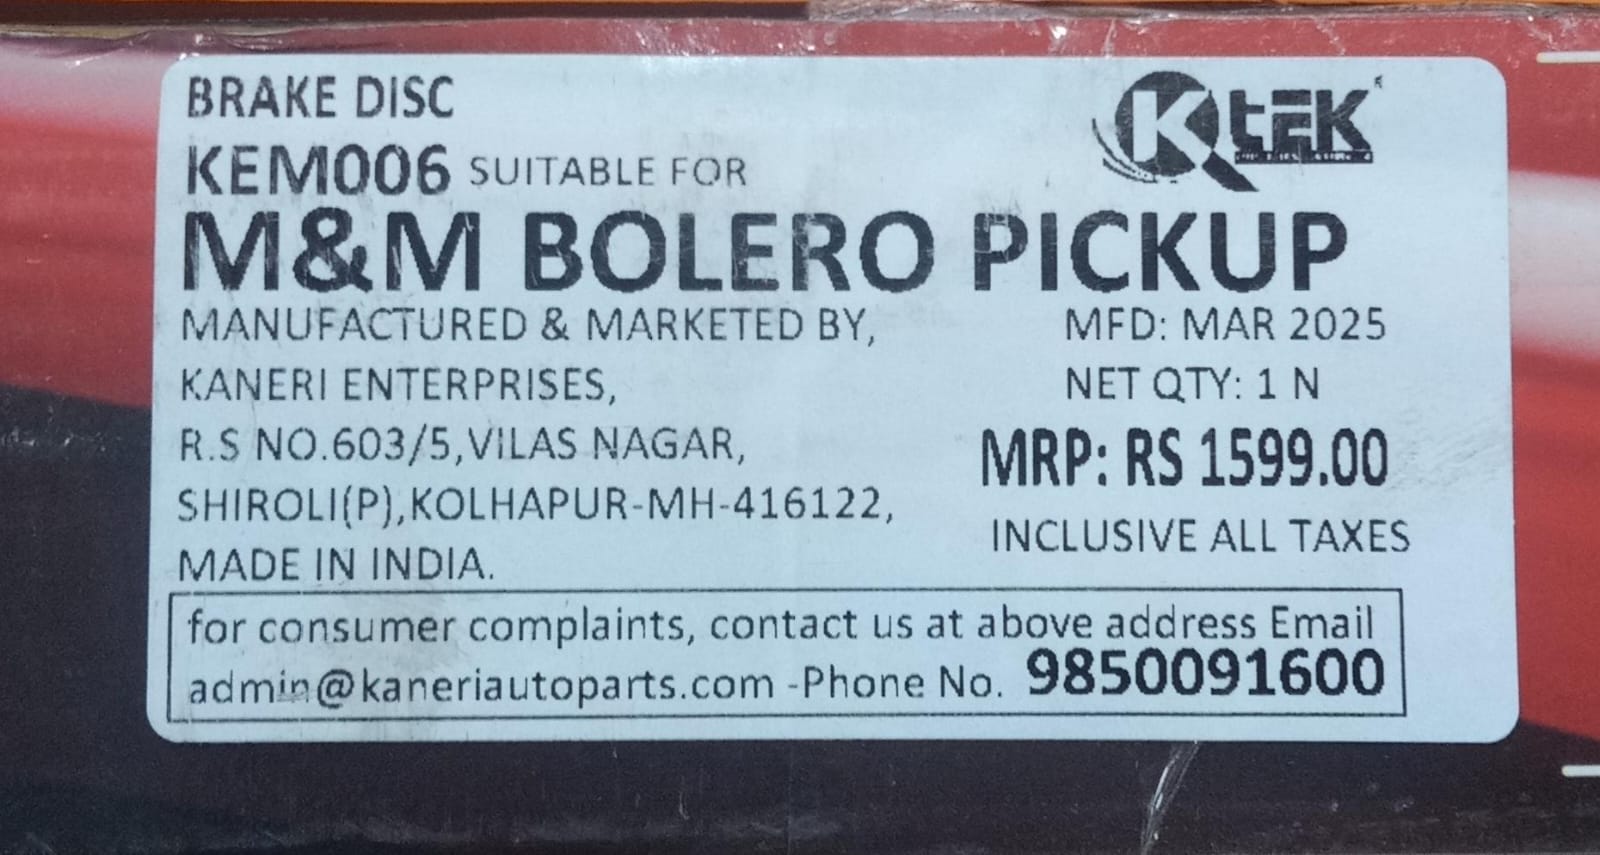 BRAKE DISC
KtEK
KEM006 SUITABLE FOR
M&M BOLERO PICKUP
MANUFACTURED & MARKETED BY,
MFD: MAR 2025
KANERI ENTERPRISES,
NET QTY: 1 N
R.S NO.603/5,VILAS NAGAR,
MRP: RS 1599.00
SHIROLI(P),KOLHAPUR-MH-416122,
INCLUSIVE ALL TAXES
MADE IN INDIA.
for consumer complaints, contact us at above address Email
admin@kaneriautoparts.com -Phone No. 9850091600